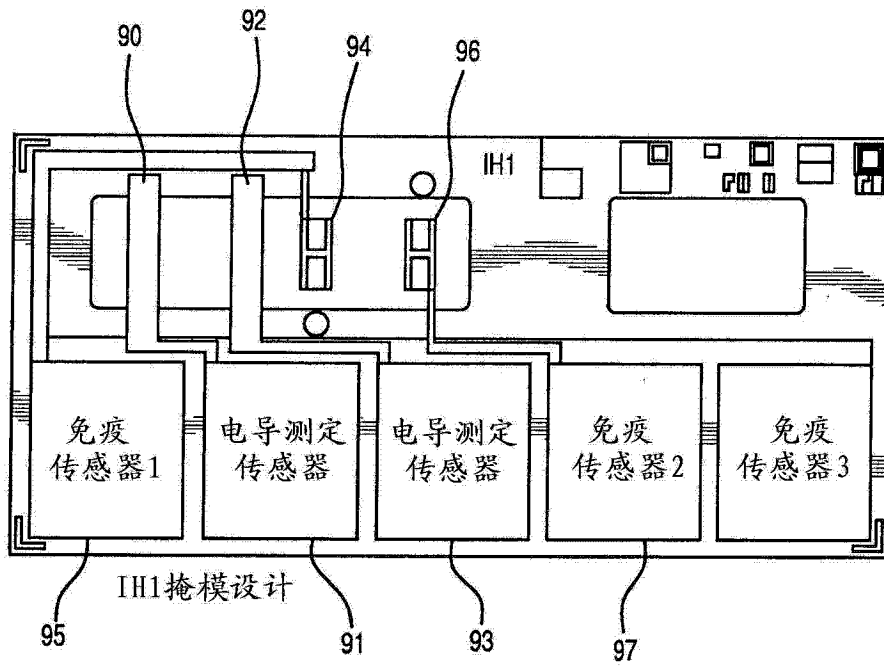 90
92
94
96
IH1
免疫
传感器1
电导测定
传感器
电导测定
传感器
免疫
传感器2
免疫
传感器3
IH1掩模设计
95
91
93
97